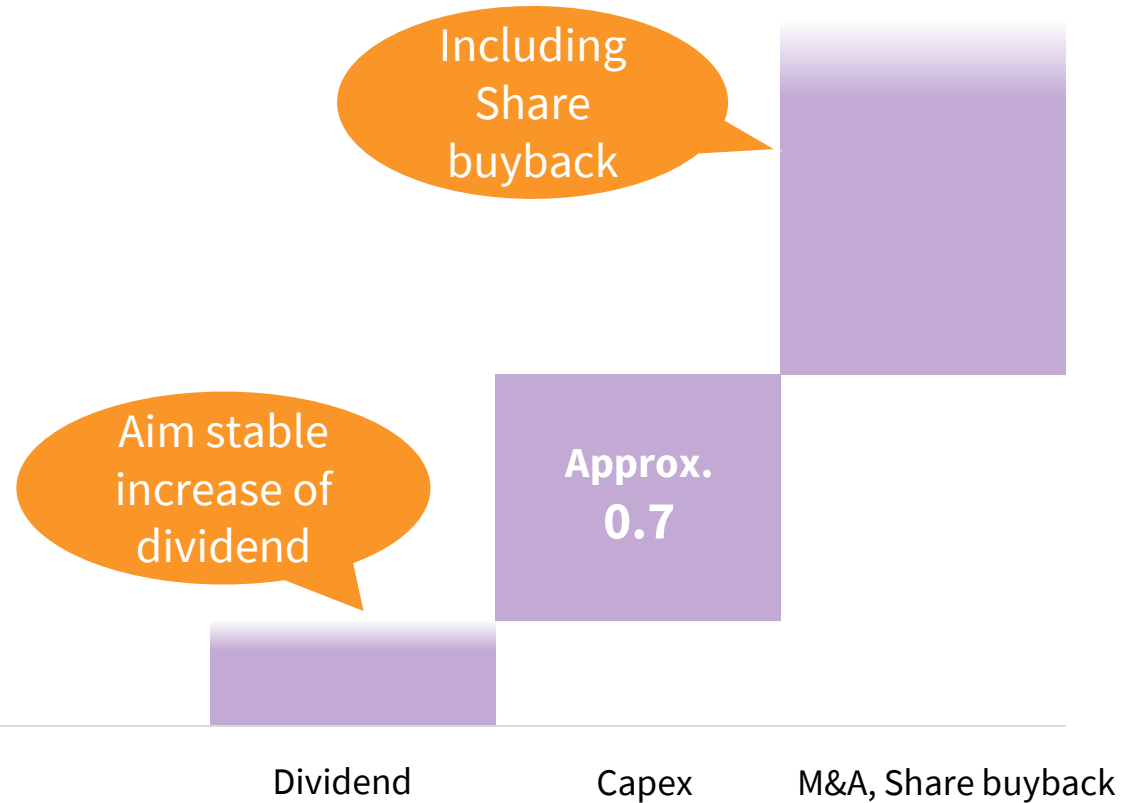 Including
Share
buyback
Aim stable
increase of
dividend
Approx.
0.7
Dividend
Capex
M&A, Share buyback